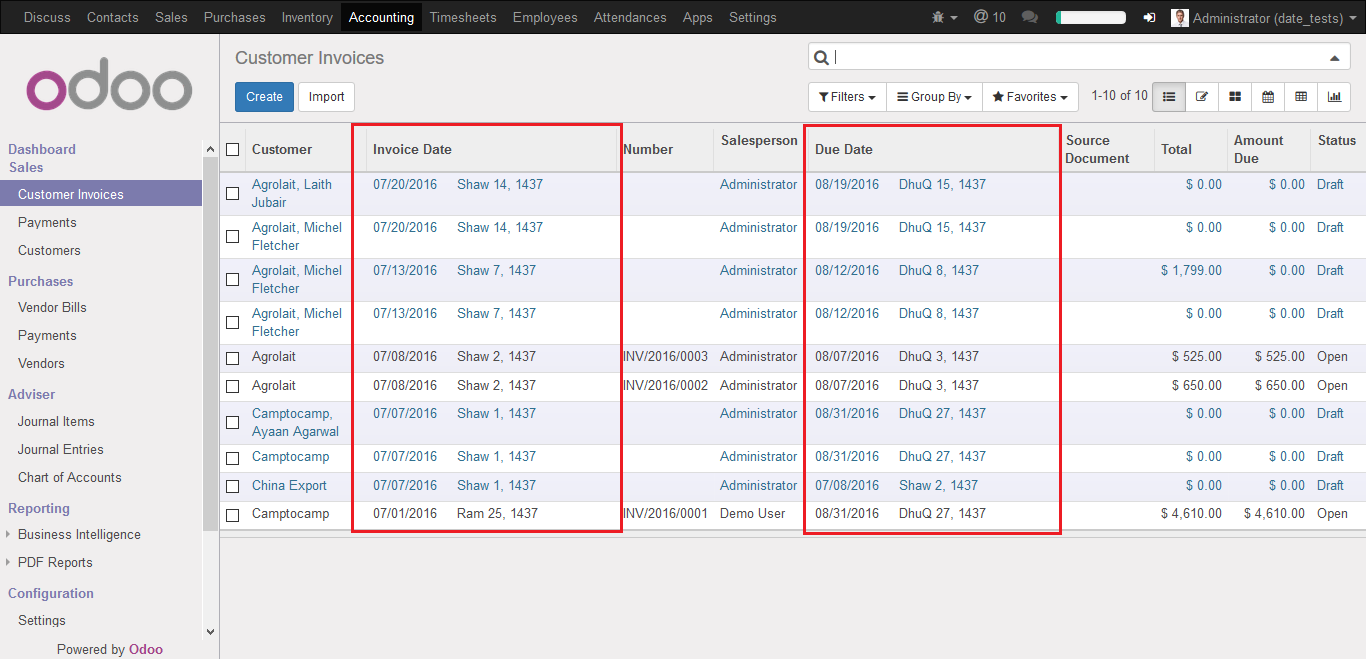 Discuss Contacts Sales Purchases Inventory Accounting Timesheets Employees Attendances Apps Settings @ 10 Administrator (date_tests)
odoo
Dashboard
Sales
Customer Invoices
Payments
Customers
Purchases
Vendor Bills
Payments
Vendors
Adviser
Journal Items
Journal Entries
Chart of Accounts
Reporting
Business Intelligence
PDF Reports
Configuration
Settings
Powered by Odoo
Customer Invoices
Create Import
Filters Group By Favorites 1-10 of 10
Customer Invoice Date Number Salesperson Due Date Source Document Total Amount Due Status
Agrolait, Laith 07/20/2016 Shaw 14, 1437 Administrator 08/19/2016 DhuQ 15, 1437 $ 0.00 $ 0.00 Draft
Jubair
Agrolait, Michel 07/20/2016 Shaw 14, 1437 Administrator 08/19/2016 DhuQ 15, 1437 $ 0.00 $ 0.00 Draft
Fletcher
Agrolait, Michel 07/13/2016 Shaw 7, 1437 Administrator 08/12/2016 DhuQ 8, 1437 $ 1,799.00 $ 0.00 Draft
Fletcher
Agrolait, Michel 07/13/2016 Shaw 7, 1437 Administrator 08/12/2016 DhuQ 8, 1437 $ 0.00 $ 0.00 Draft
Fletcher
Agrolait 07/08/2016 Shaw 2, 1437 INV/2016/0003 Administrator 08/07/2016 DhuQ 3, 1437 $ 525.00 $ 525.00 Open
Agrolait 07/08/2016 Shaw 2, 1437 INV/2016/0002 Administrator 08/07/2016 DhuQ 3, 1437 $ 650.00 $ 650.00 Open
Camptocamp, 07/07/2016 Shaw 1, 1437 Administrator 08/31/2016 DhuQ 27, 1437 $ 0.00 $ 0.00 Draft
Ayaan Agarwal
Camptocamp 07/07/2016 Shaw 1, 1437 Administrator 08/31/2016 DhuQ 27, 1437 $ 0.00 $ 0.00 Draft
China Export 07/07/2016 Shaw 1, 1437 Administrator 07/08/2016 Shaw 2, 1437 $ 0.00 $ 0.00 Draft
Camptocamp 07/01/2016 Ram 25, 1437 INV/2016/0001 Demo User 08/31/2016 DhuQ 27, 1437 $ 4,610.00 $ 4,610.00 Open